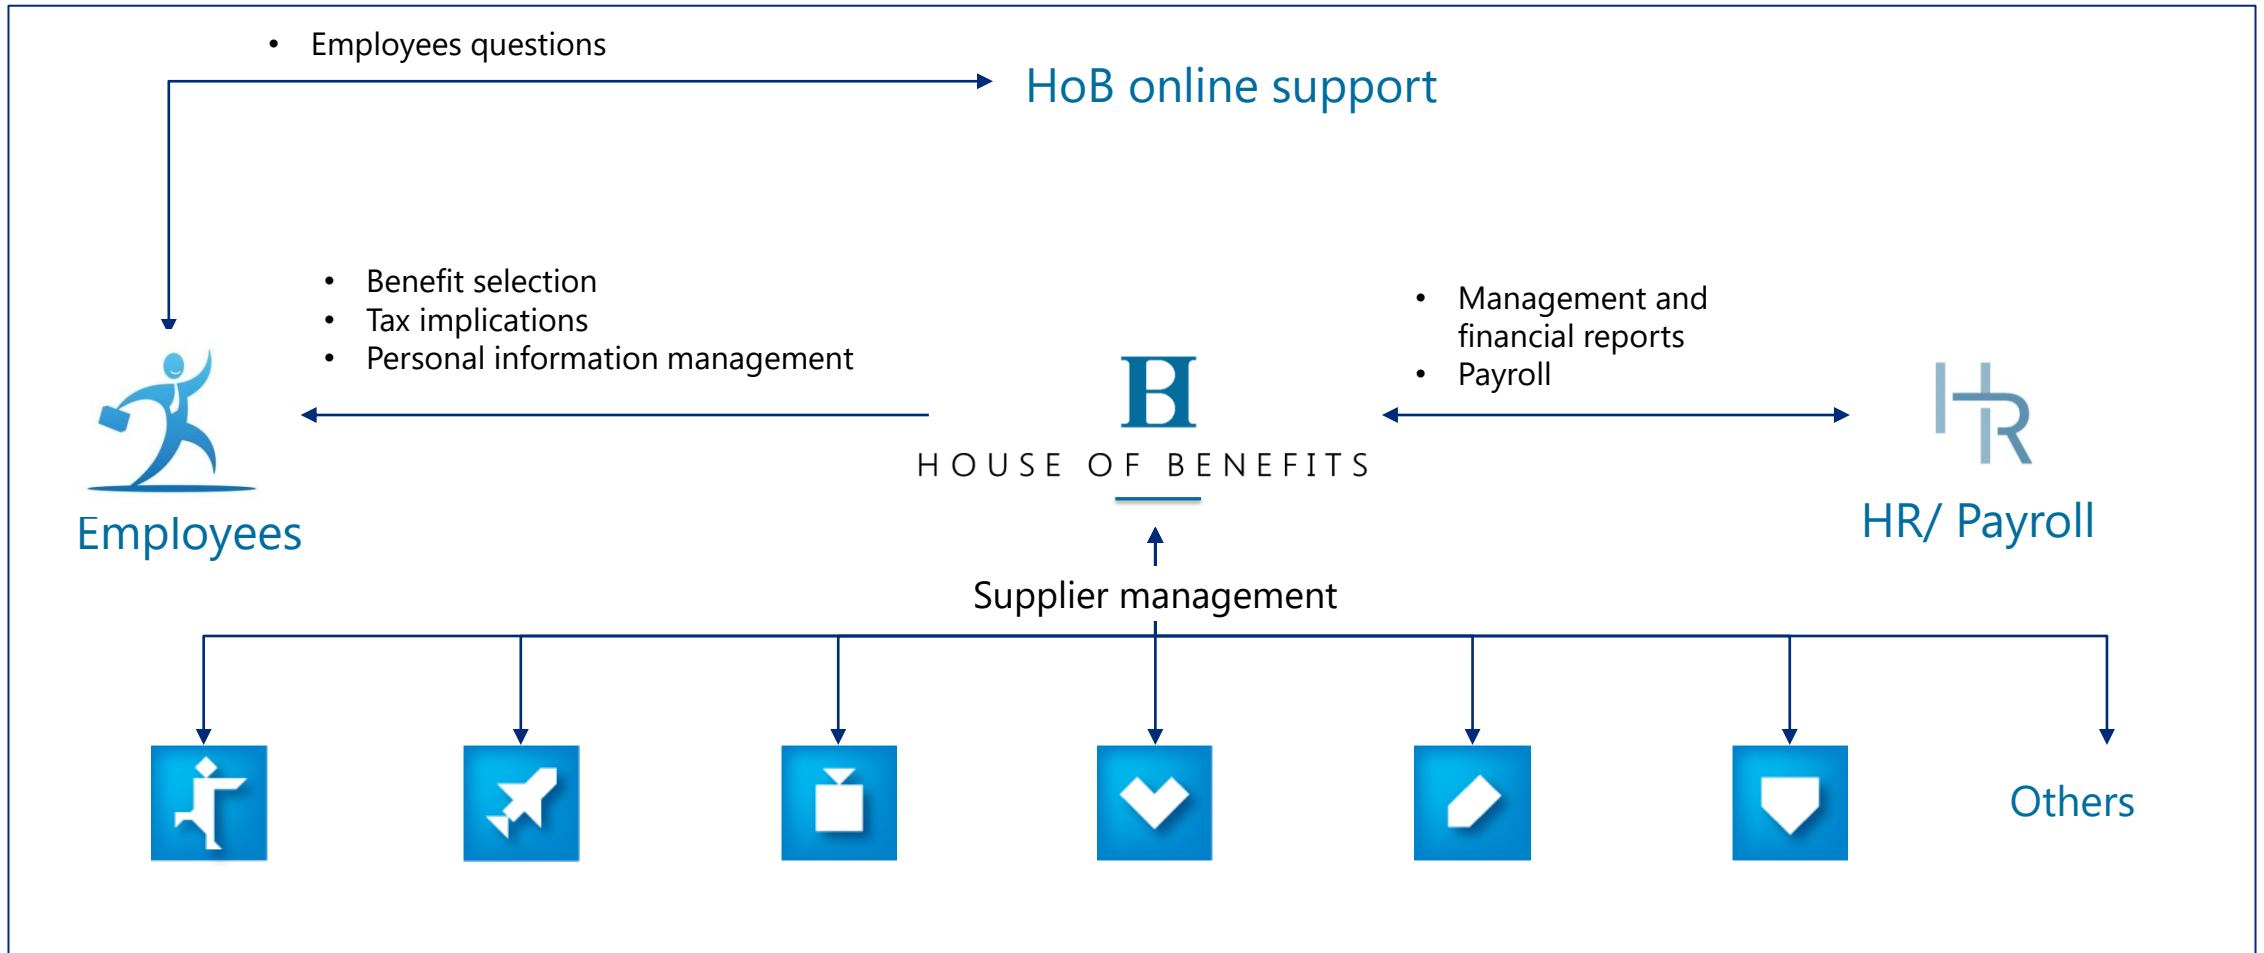 • Employees questions
HoB online support
• Benefit selection
• Tax implications
• Personal information management
• Management and
financial reports
• Payroll
HOUSE OF BENEFITS
HR
Employees
HR/ Payroll
Supplier management
Others